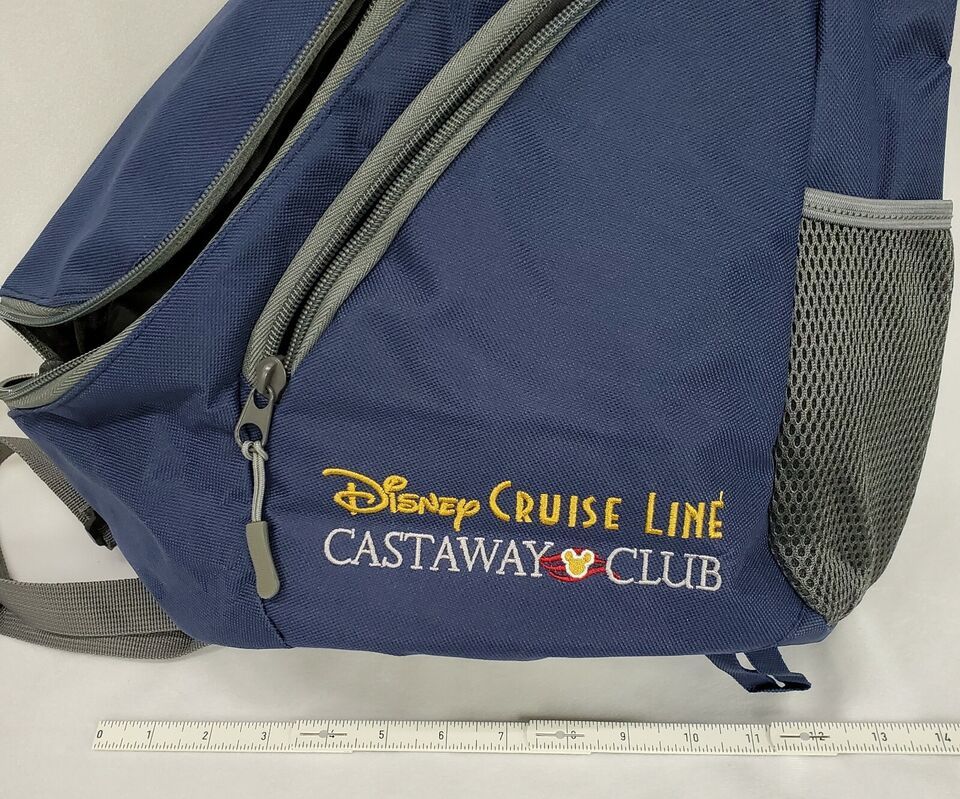 Disney CRUISE LINE
CASTAWAY CLUB
0 1 2 3 4 5 6 7 8 9 10 11 12 13 14